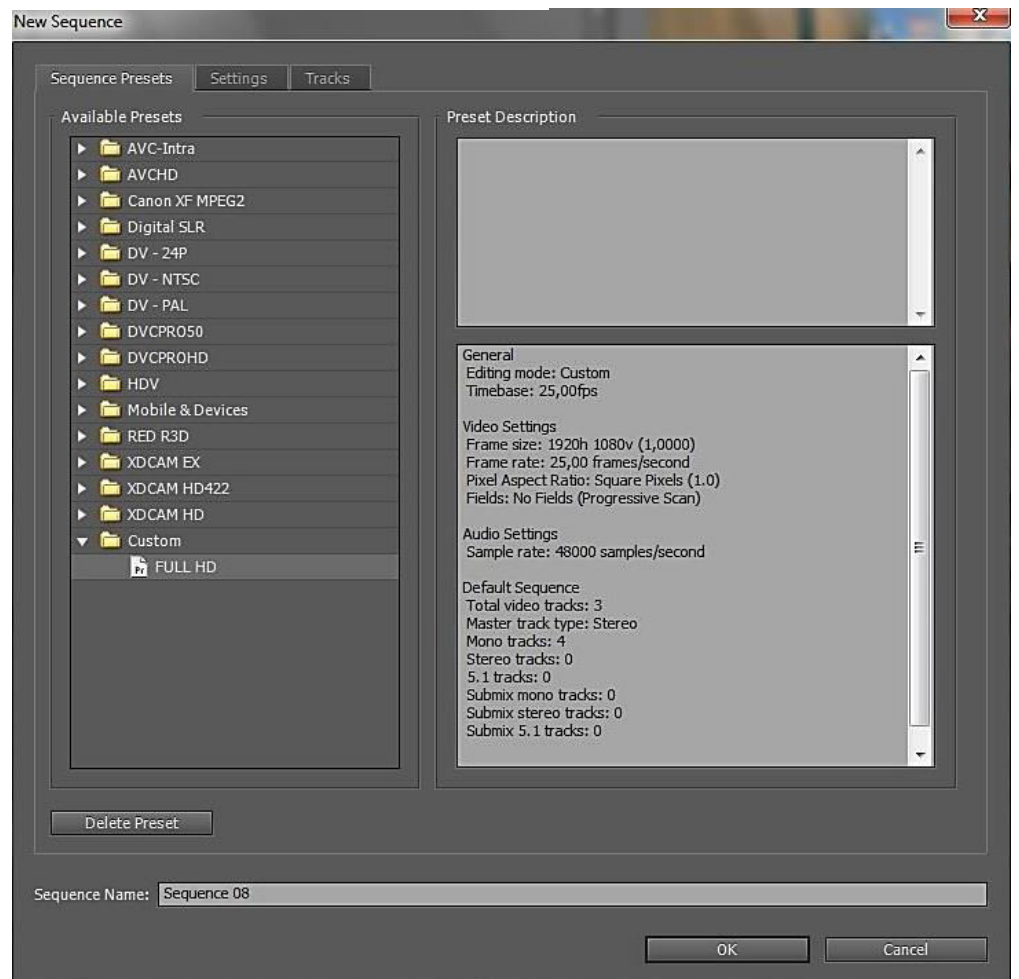 New Sequence
Sequence Presets
Settings
Tracks
Available Presets
AVC-Intra
AVCHD
Canon XF MPEG2
Digital SLR
DV - 24P
DV - NTSC
DV - PAL
DVCPRO50
DVCPROHD
HDV
Mobile & Devices
RED R3D
XDCAM EX
XDCAM HD422
XDCAM HD
Custom
Pr FULL HD
Delete Preset
Preset Description
General
Editing mode: Custom
Timebase: 25,00fps
Video Settings
Frame size: 1920h 1080v (1,0000)
Frame rate: 25,00 frames/second
Pixel Aspect Ratio: Square Pixels (1.0)
Fields: No Fields (Progressive Scan)
Audio Settings
Sample rate: 48000 samples/second
Default Sequence
Total video tracks: 3
Master track type: Stereo
Mono tracks: 4
Stereo tracks: 0
5.1 tracks: 0
Submix mono tracks: 0
Submix stereo tracks: 0
Submix 5.1 tracks: 0
Sequence Name: Sequence 08
OK
Cancel